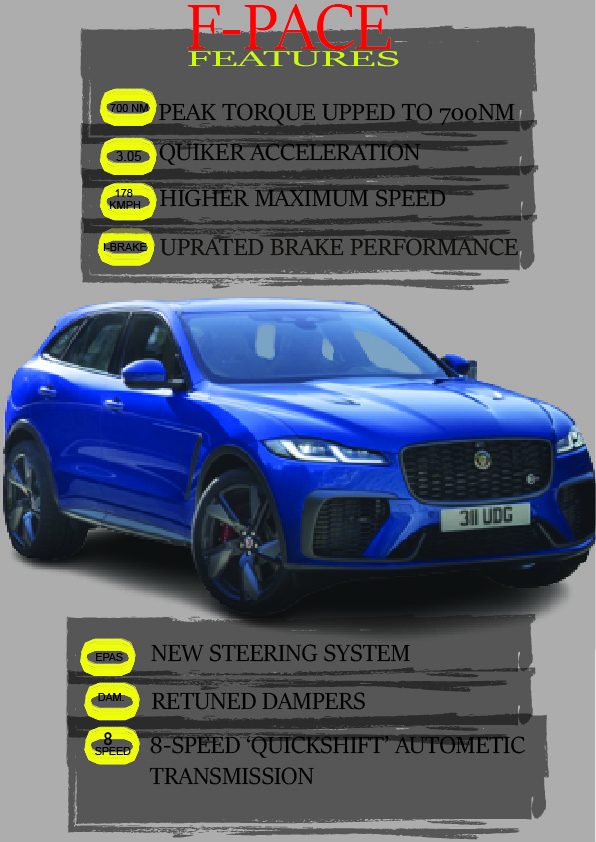 F-PACE
FEATURES
700 NM PEAK TORQUE UPPED TO 700NM
3.05 QUIKER ACCELERATION
178
KMPH HIGHER MAXIMUM SPEED
I-BRAKE UPRATED BRAKE PERFORMANCE
311 UDG
EPAS NEW STEERING SYSTEM
DAM. RETUNED DAMPERS
8
SPEED 8-SPEED ‘QUICKSHIFT’ AUTOMETIC
TRANSMISSION